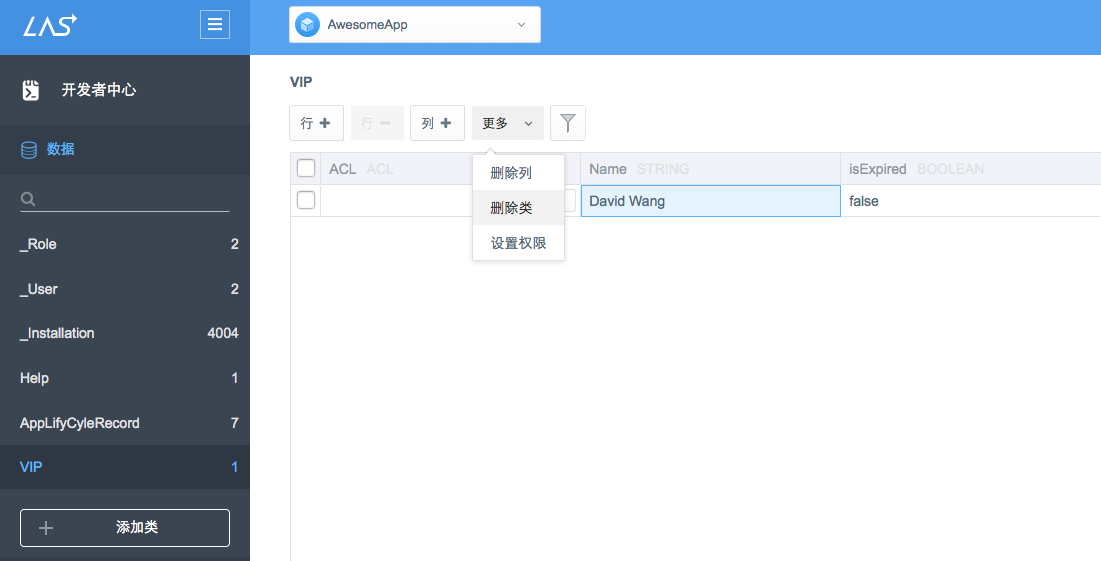 LAS
AwesomeApp
开发者中心
数据
_Role 2
_User 2
_Installation 4004
Help 1
AppLifyCyleRecord 7
VIP 1
添加类
VIP
行 行 列 更多
ACL ACL Name STRING isExpired BOOLEAN
David Wang false
删除列
删除类
设置权限